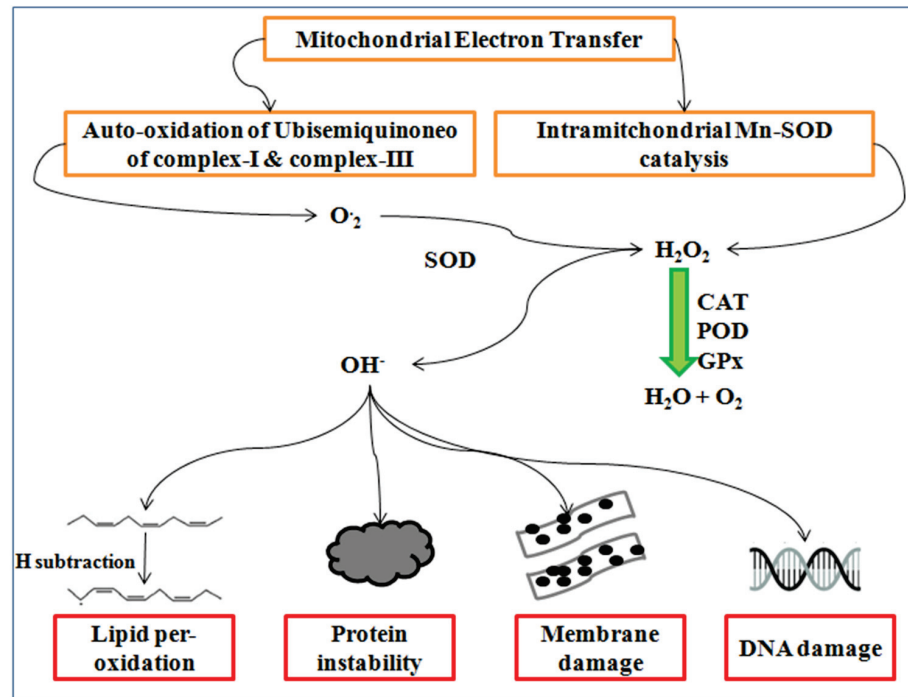 Mitochondrial Electron Transfer
Auto-oxidation of Ubisemiquinoneo
of complex-I & complex-III
Intramitchondrial Mn-SOD
catalysis
O·₂
SOD
H₂O₂
CAT
POD
GPx
H₂O + O₂
OH⁻
H subtraction
Lipid per-
oxidation
Protein
instability
Membrane
damage
DNA damage